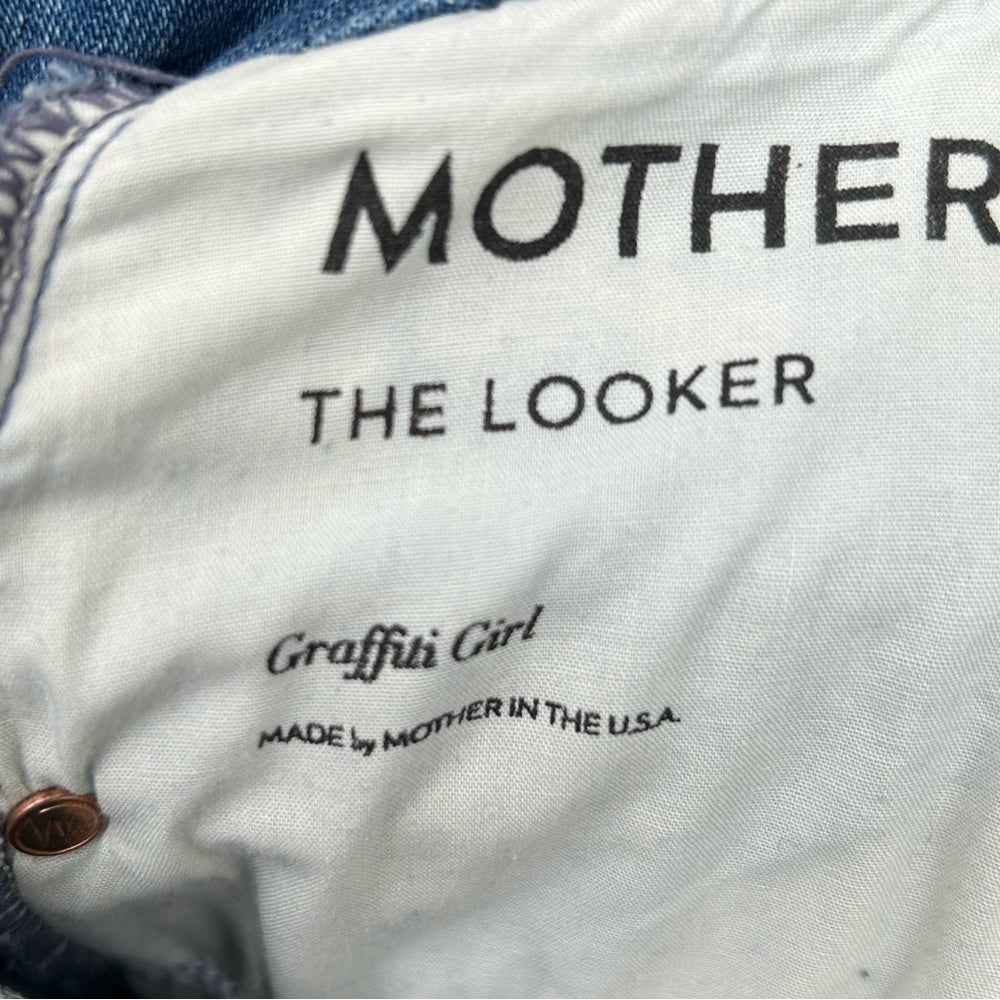 MOTHER
THE LOOKER
Graffiti Girl
MADE by MOTHER IN THE U.S.A.